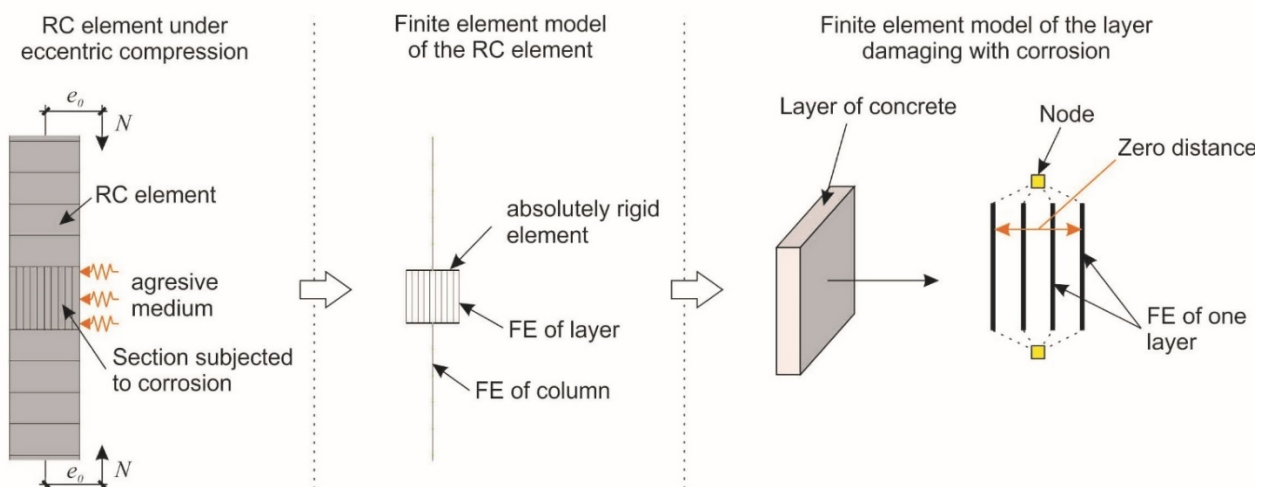 RC element under
eccentric compression
e₀
N
RC element
agresive
medium
Section subjected
to corrosion
e₀
N
Finite element model
of the RC element
absolutely rigid
element
FE of layer
FE of column
Finite element model of the layer
damaging with corrosion
Layer of concrete
Node
Zero distance
FE of one
layer